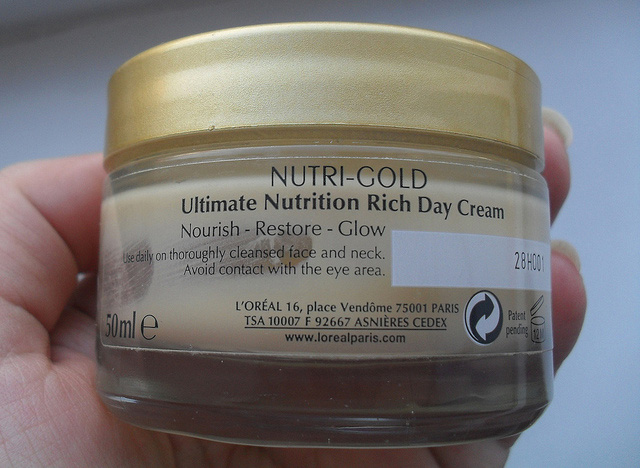 NUTRI-GOLD
Ultimate Nutrition Rich Day Cream
Nourish - Restore - Glow
Use daily on thoroughly cleansed face and neck.
Avoid contact with the eye area.
28H001
L'ORÉAL 16, place Vendôme 75001 PARIS
TSA 10007 F 92667 ASNIÈRES CEDEX
www.lorealparis.com
50ml e
Patent
pending